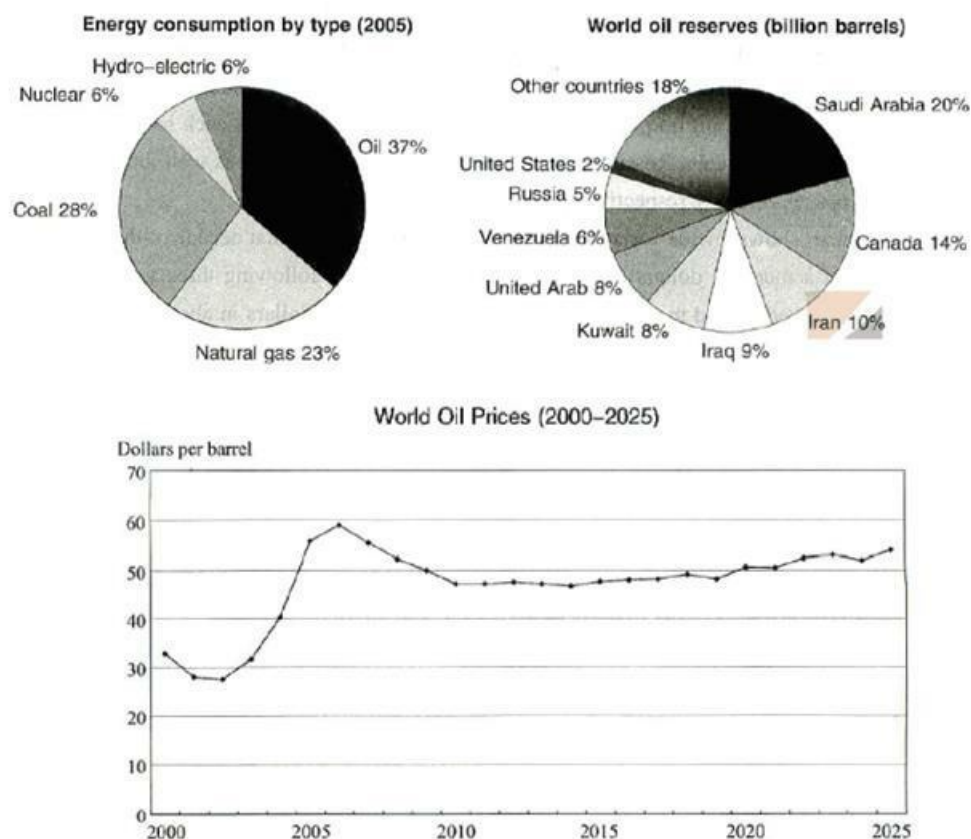 Energy consumption by type (2005)
Hydro-electric 6%
Nuclear 6%
Oil 37%
Coal 28%
Natural gas 23%
World oil reserves (billion barrels)
Other countries 18%
Saudi Arabia 20%
United States 2%
Russia 5%
Venezuela 6%
Canada 14%
United Arab 8%
Kuwait 8%
Iran 10%
Iraq 9%
World Oil Prices (2000-2025)
Dollars per barrel
70
60
50
40
30
20
10
0
2000 2005 2010 2015 2020 2025